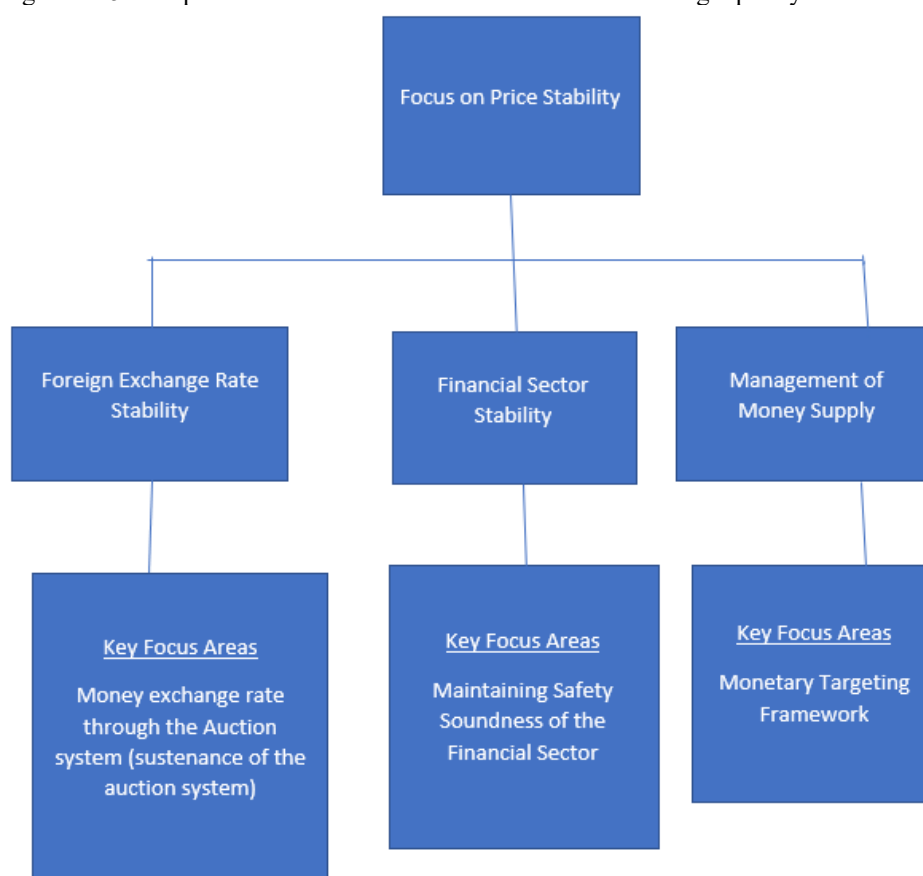 Focus on Price Stability
Foreign Exchange Rate
Stability
Financial Sector
Stability
Management of
Money Supply
Key Focus Areas
Money exchange rate
through the Auction
system (sustenance of the
auction system)
Key Focus Areas
Maintaining Safety
Soundness of the
Financial Sector
Key Focus Areas
Monetary Targeting
Framework